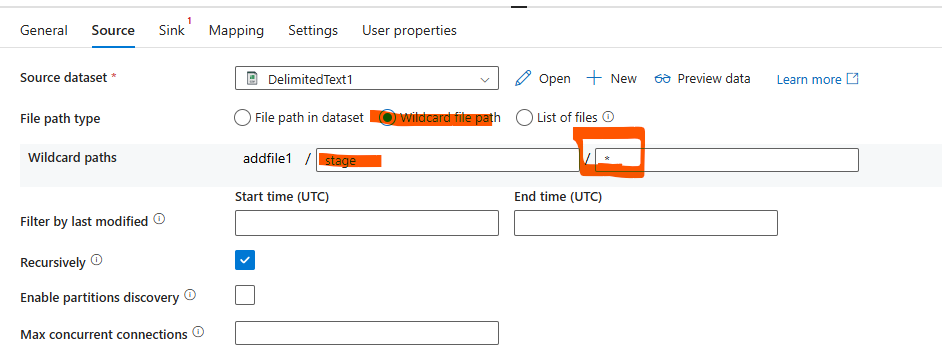 General Source Sink 1 Mapping Settings User properties
Source dataset * DelimitedText1 Open New Preview data Learn more
File path type File path in dataset Wildcard file path List of files
Wildcard paths addfile1 / stage / *
Start time (UTC) End time (UTC)
Filter by last modified
Recursively
Enable partitions discovery
Max concurrent connections